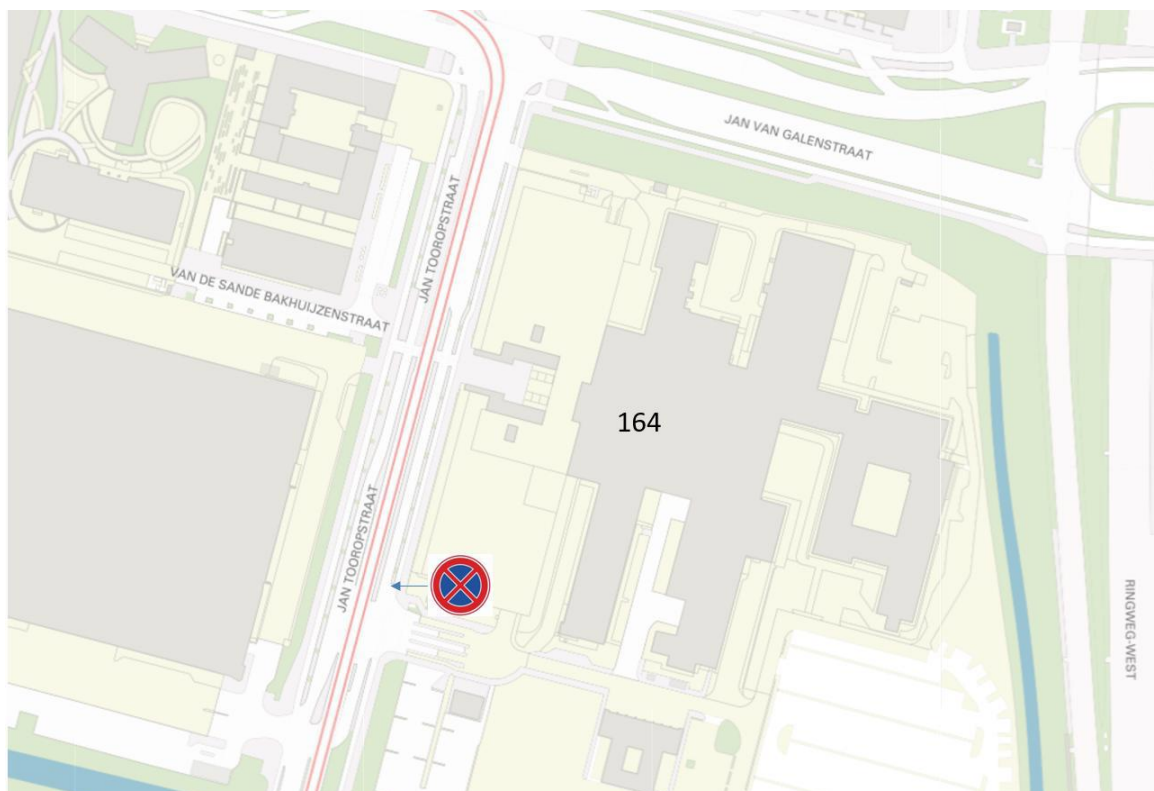 JAN VAN GALENSTRAAT
JAN TOOROPSTRAAT
VAN DE SANDE BAKHUIJZENSTRAAT
164
JAN TOOROPSTRAAT
RINGWEG-WEST